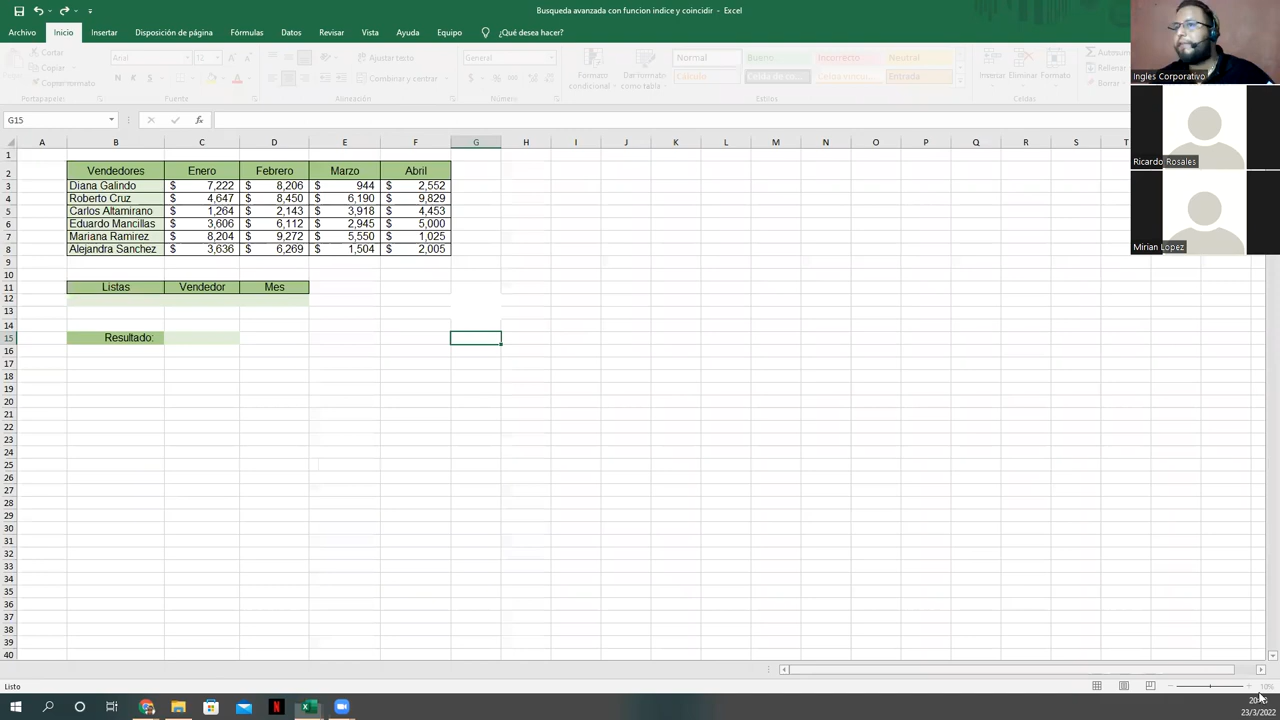 Busqueda avanzada con funcion indice y coincidir - Excel
Archivo Inicio Insertar Disposición de página Fórmulas Datos Revisar Vista Ayuda Equipo ¿Qué desea hacer?
Cortar
Copiar
Copiar formato
Portapapeles
Arial 12
N K S
Fuente
Ajustar texto
Combinar y centrar
Alineación
General
Número
Formato condicional
Dar formato como tabla
Normal Bueno Incorrecto Neutral
Cálculo Celda de co... Entrada
Estilos
Insertar Eliminar Formato
Celdas
Autosuma
Rellenar
Borrar
Ingles Corporativo
Ricardo Rosales
Mirian Lopez
G15 fx
A B C D E F G H I J K L M N O P Q R S T
1
2 Vendedores Enero Febrero Marzo Abril
3 Diana Galindo $ 7,222 $ 8,206 $ 944 $ 2,552
4 Roberto Cruz $ 4,647 $ 8,450 $ 6,190 $ 9,829
5 Carlos Altamirano $ 1,264 $ 2,143 $ 3,918 $ 4,453
6 Eduardo Mancillas $ 3,606 $ 6,112 $ 2,945 $ 5,000
7 Mariana Ramirez $ 8,204 $ 9,272 $ 5,550 $ 1,025
8 Alejandra Sanchez $ 3,636 $ 6,269 $ 1,504 $ 2,005
9
10
11 Listas Vendedor Mes
12
13
14
15 Resultado:
16
17
18
19
20
21
22
23
24
25
26
27
28
29
30
31
32
33
34
35
36
37
38
39
40
Listo
23/3/2022